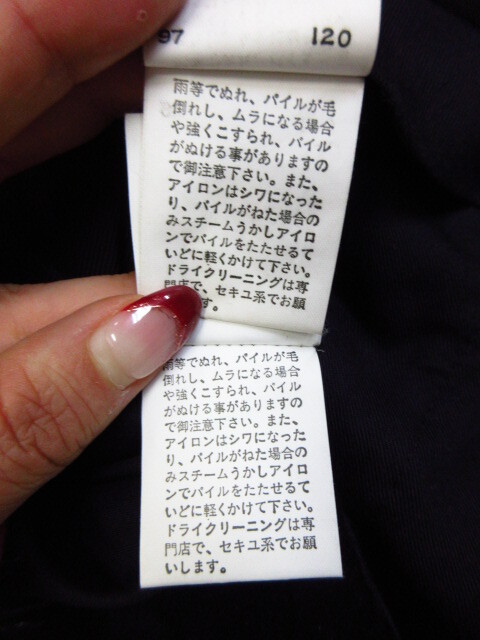 97 120
雨等でぬれ、パイルが毛
倒れし、ムラになる場合
や強くこすられ、パイル
がぬける事がありますの
で御注意下さい。また、
アイロンはシワになった
り、パイルがねた場合の
みスチームうかしアイロ
ンでパイルをたたせるて
いどに軽くかけて下さい。
ドライクリーニングは専
門店で、セキユ系でお願
します。
雨等でぬれ、パイルが毛
倒れし、ムラになる場合
や強くこすられ、パイル
がぬける事がありますの
で御注意下さい。また、
アイロンはシワになった
り、パイルがねた場合の
みスチームうかしアイロ
ンでパイルをたたせるて
いどに軽くかけて下さい。
ドライクリーニングは専
門店で、セキユ系でお願
いします。